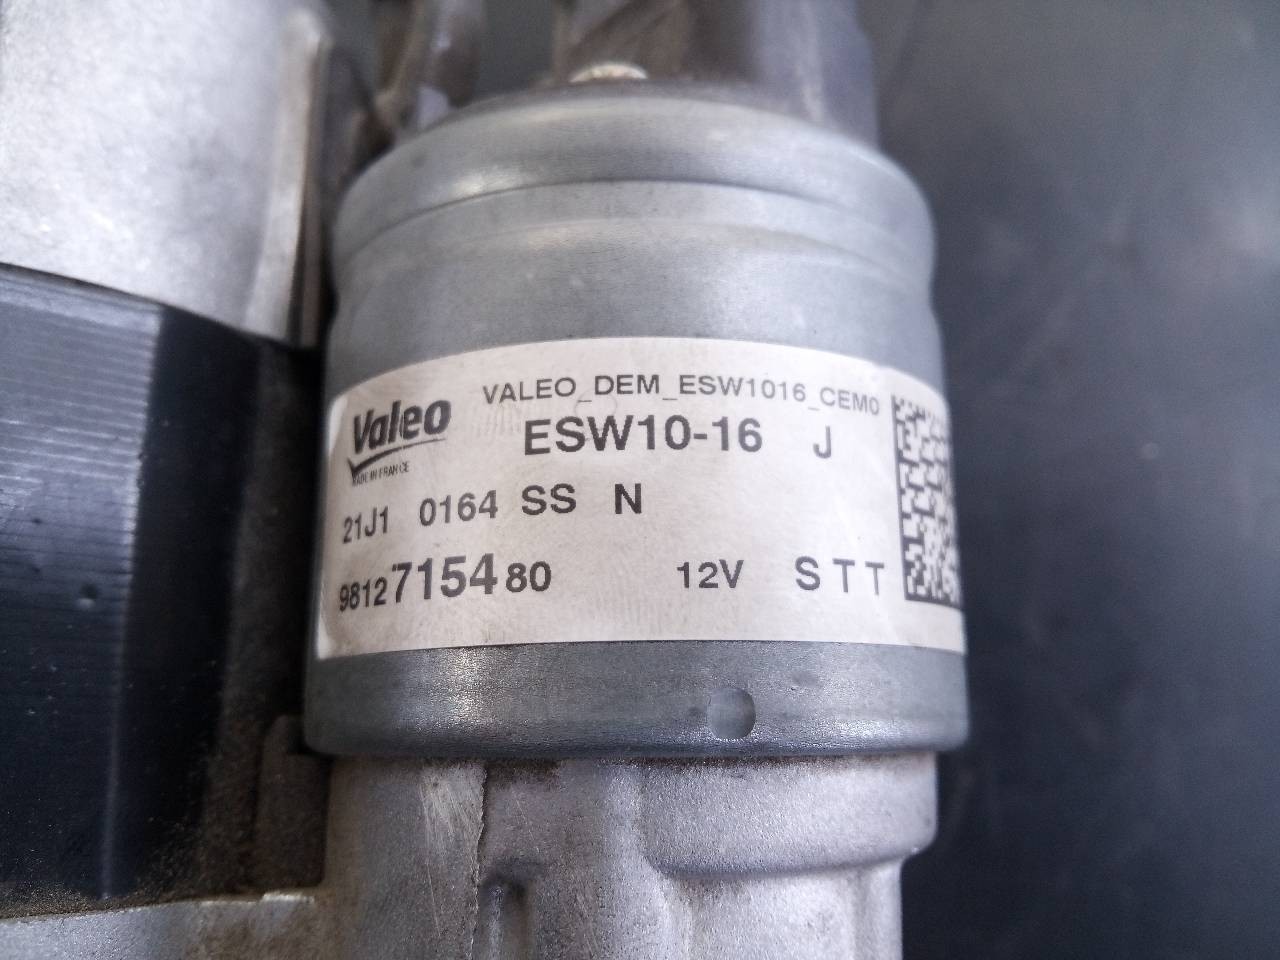 VALEO_DEM_ESW1016_CEM0
Valeo
MADE IN FRANCE
ESW10-16 J
21J1 0164 SS N
9812715480 12V STT